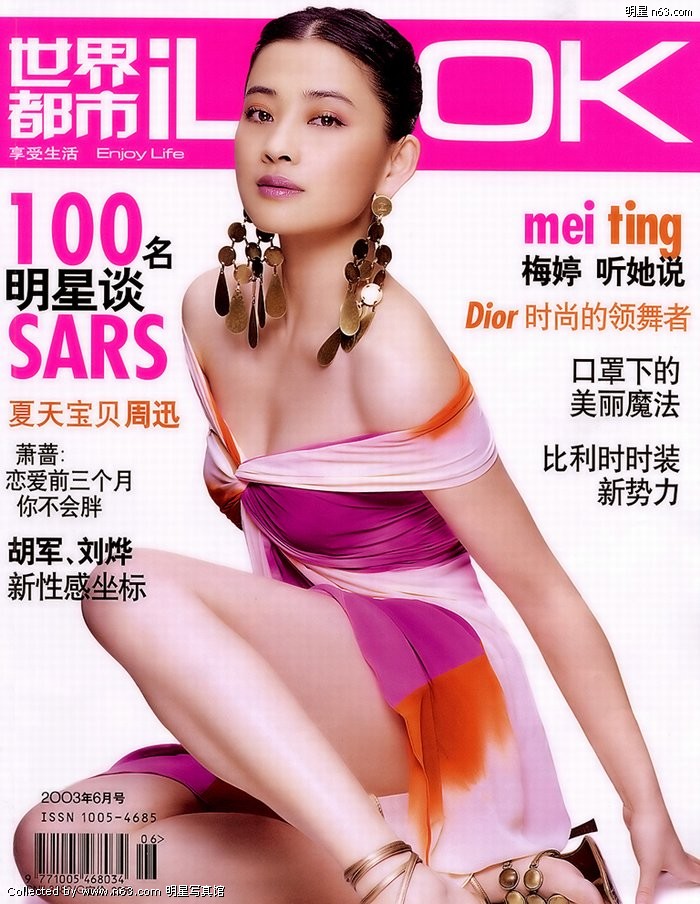 明星 n63.com
世界
都市
iLOOK
享受生活 Enjoy Life
100名
明星谈
SARS
夏天宝贝周迅
萧蔷:
恋爱前三个月
你不会胖
胡军、刘烨
新性感坐标
mei ting
梅婷 听她说
Dior 时尚的领舞者
口罩下的
美丽魔法
比利时时装
新势力
2003年6月号
ISSN 1005-4685
06>
9 771005 468034
Collected by www.n63.com 明星写真馆